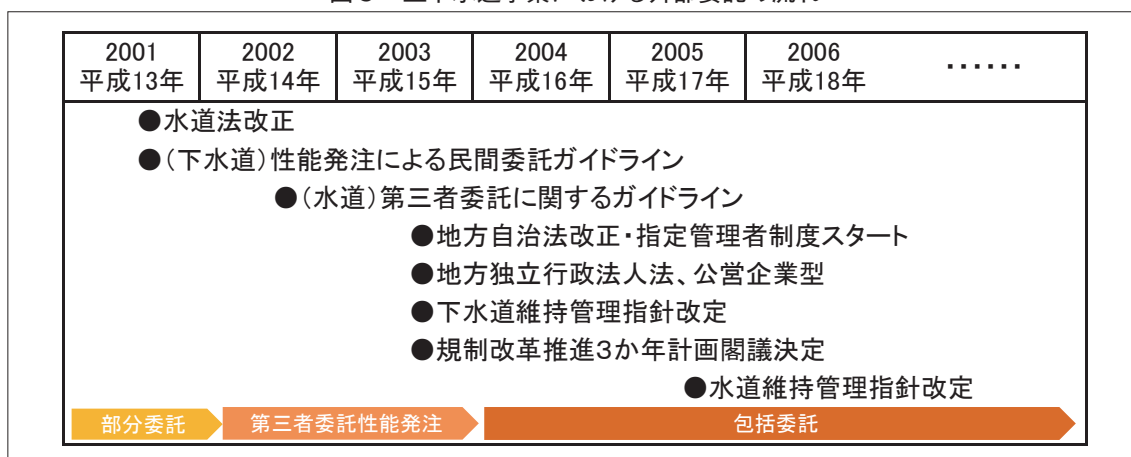 2001 2002 2003 2004 2005 2006 ······
平成13年 平成14年 平成15年 平成16年 平成17年 平成18年
●水道法改正
●(下水道)性能発注による民間委託ガイドライン
●(水道)第三者委託に関するガイドライン
●地方自治法改正・指定管理者制度スタート
●地方独立行政法人法、公営企業型
●下水道維持管理指針改定
●規制改革推進3か年計画閣議決定
●水道維持管理指針改定
部分委託 第三者委託性能発注 包括委託